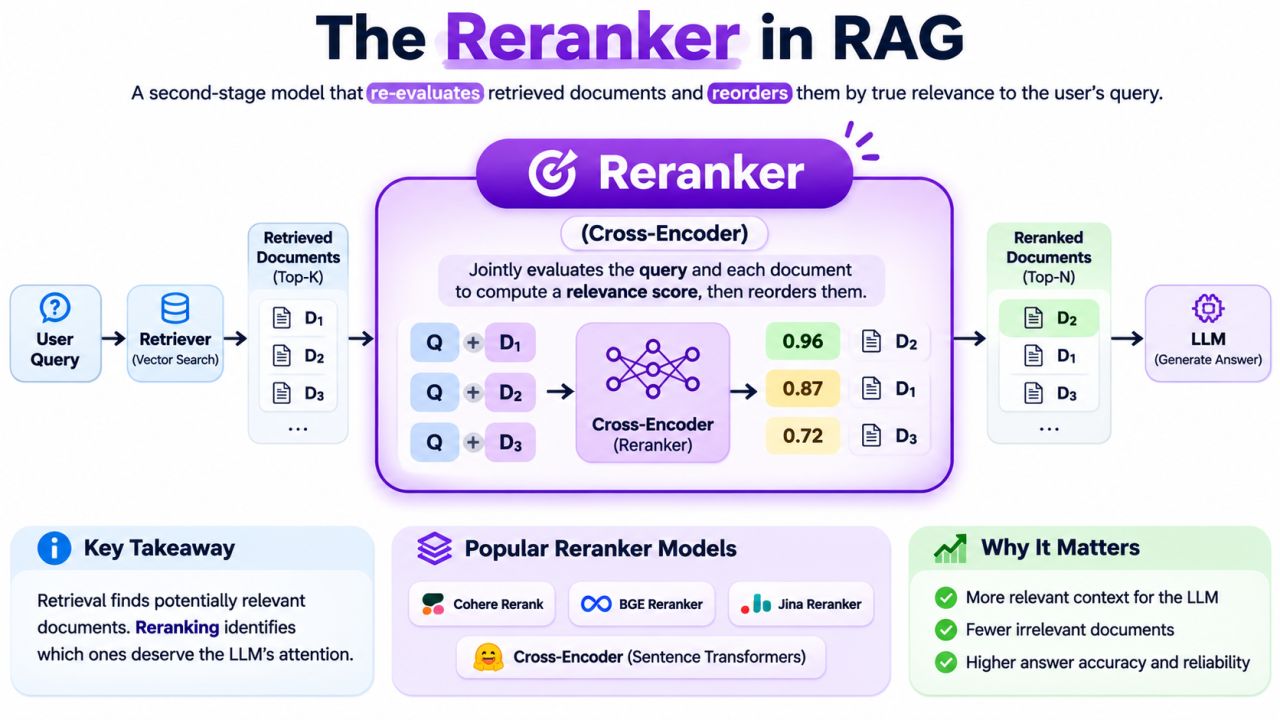 The Reranker in RAG
A second-stage model that re-evaluates retrieved documents and reorders them by true relevance to the user's query.
User
Query
Retriever
(Vector Search)
Retrieved
Documents
(Top-K)
D₁
D₂
D₃
...
Reranker
(Cross-Encoder)
Jointly evaluates the query and each document
to compute a relevance score, then reorders them.
Q + D₁
Q + D₂
Q + D₃
Cross-Encoder
(Reranker)
0.96 D₂
0.87 D₁
0.72 D₃
Reranked
Documents
(Top-N)
D₂
D₁
D₃
...
LLM
(Generate Answer)
Key Takeaway
Retrieval finds potentially relevant
documents. Reranking identifies
which ones deserve the LLM's attention.
Popular Reranker Models
Cohere Rerank
BGE Reranker
Jina Reranker
Cross-Encoder (Sentence Transformers)
Why It Matters
More relevant context for the LLM
Fewer irrelevant documents
Higher answer accuracy and reliability